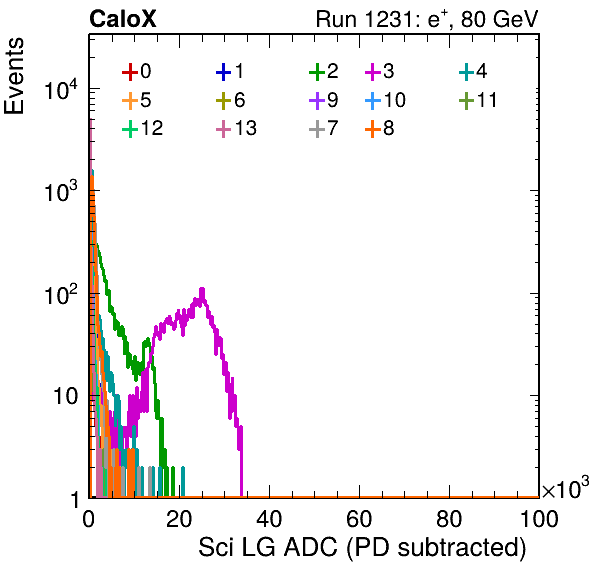 CaloX Run 1231: e⁺, 80 GeV
Events
0 1 2 3 4
5 6 9 10 11
12 13 7 8
10⁴
10³
10²
10
1
0 20 40 60 80 100
×10³
Sci LG ADC (PD subtracted)